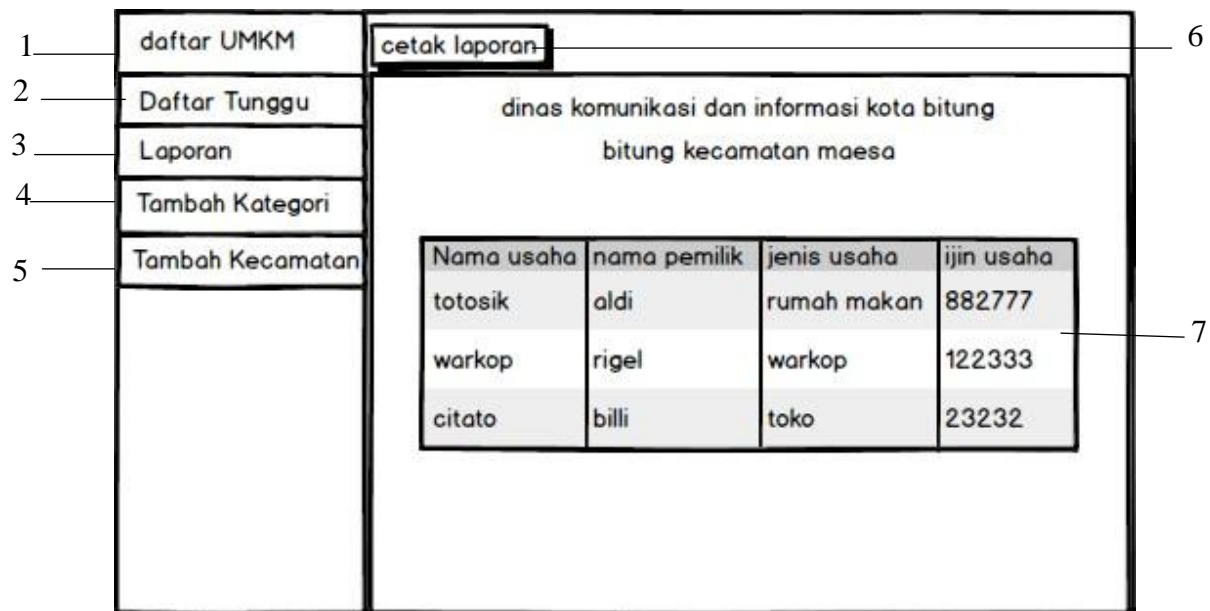 1
daftar UMKM
2
Daftar Tunggu
3
Laporan
4
Tambah Kategori
5
Tambah Kecamatan
cetak laporan
6
dinas komunikasi dan informasi kota bitung
bitung kecamatan maesa
Nama usaha nama pemilik jenis usaha ijin usaha
totosik aldi rumah makan 882777
warkop rigel warkop 122333
citato billi toko 23232
7